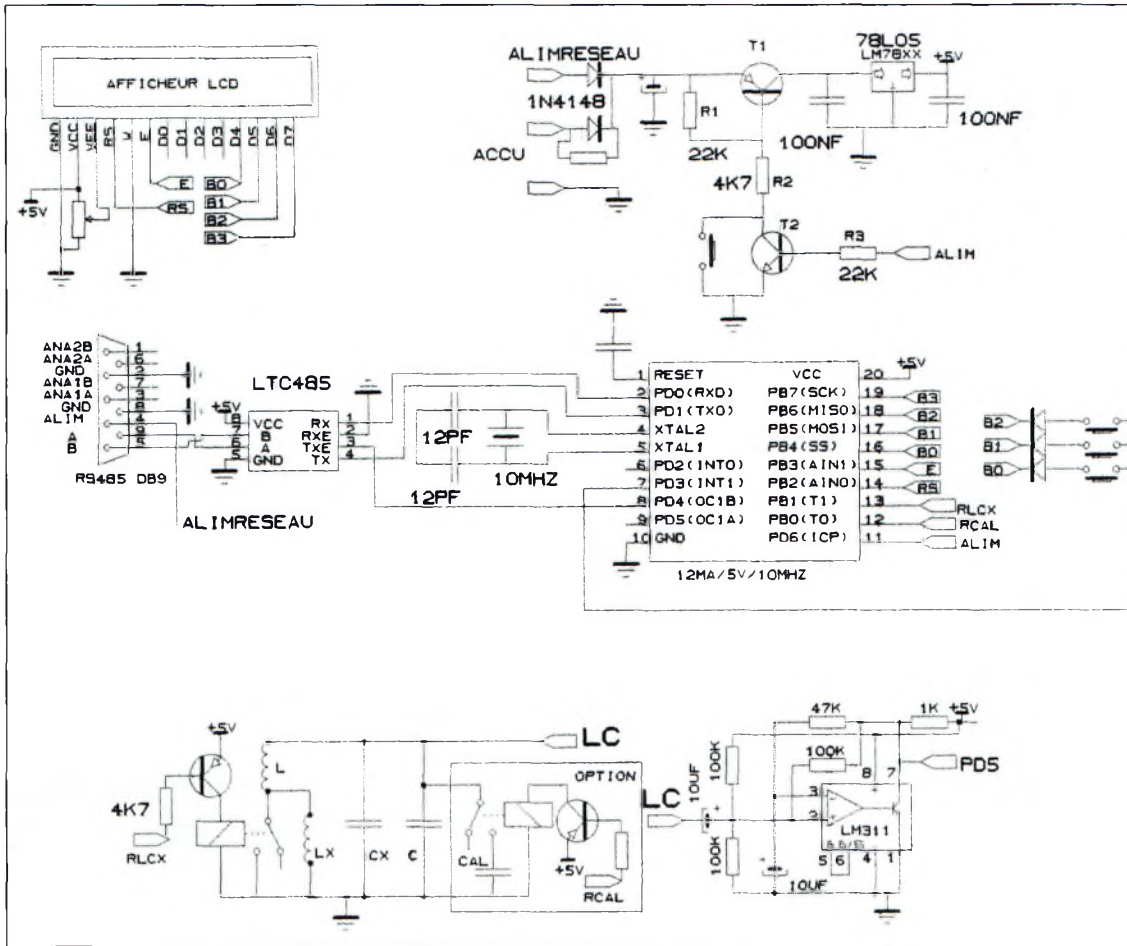 AFFICHEUR LCD
GND VCC VEE RS W E D0 D1 D2 D3 D4 D5 D6 D7
+5V
E
B0
B1
RS
B2
B3
ALIMRESEAU
1N4148
ACCU
T1
78L05
LM78XX
+5V
R1
22K
100NF
100NF
4K7
R2
T2
R3
22K
ALIM
ANA2B 1
ANA2A 6
GND 2
ANA1B 7
ANA1A 3
GND 8
ALIM 4
A 9
B 5
RS485 DB9
ALIMRESEAU
LTC485
+5V
8 VCC RX 1
7 B RXE 2
6 A TXE 3
5 GND TX 4
12PF
12PF
10MHZ
1 RESET VCC 20 +5V
2 PD0(RXD) PB7(SCK) 19 B3
3 PD1(TXO) PB6(MISO) 18 B2
4 XTAL2 PB5(MOSI) 17 B1
5 XTAL1 PB4(SS) 16 B0
6 PD2(INT0) PB3(AIN1) 15 E
7 PD3(INT1) PB2(AIN0) 14 RS
8 PD4(OC1B) PB1(T1) 13 RLCX
9 PD5(OC1A) PB0(T0) 12 RCAL
10 GND PD6(ICP) 11 ALIM
12MA/5V/10MHZ
B2
B1
B0
+5V
4K7
RLCX
L
LX
CX
C
LC
OPTION
CAL
+5V
RCAL
LC
10UF
100K
100K
47K
1K
+5V
100K
8
7
PD5
3
2
LM311
5
6
4
1
10UF